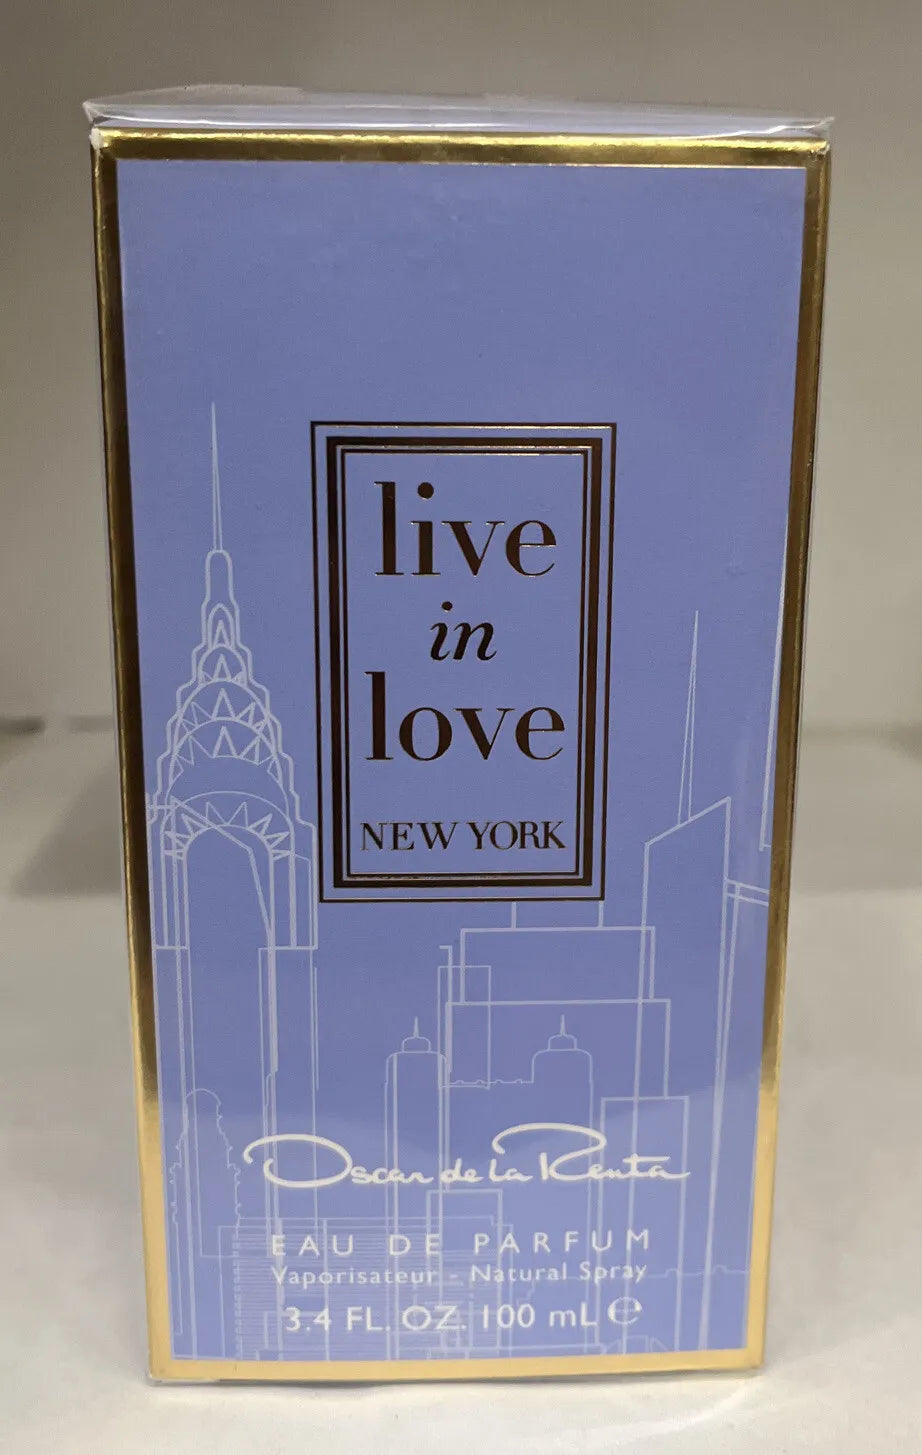 live
in
love
NEW YORK
Oscar de la Renta
EAU DE PARFUM
Vaporisateur - Natural Spray
3.4 FL. OZ. 100 mL ℮